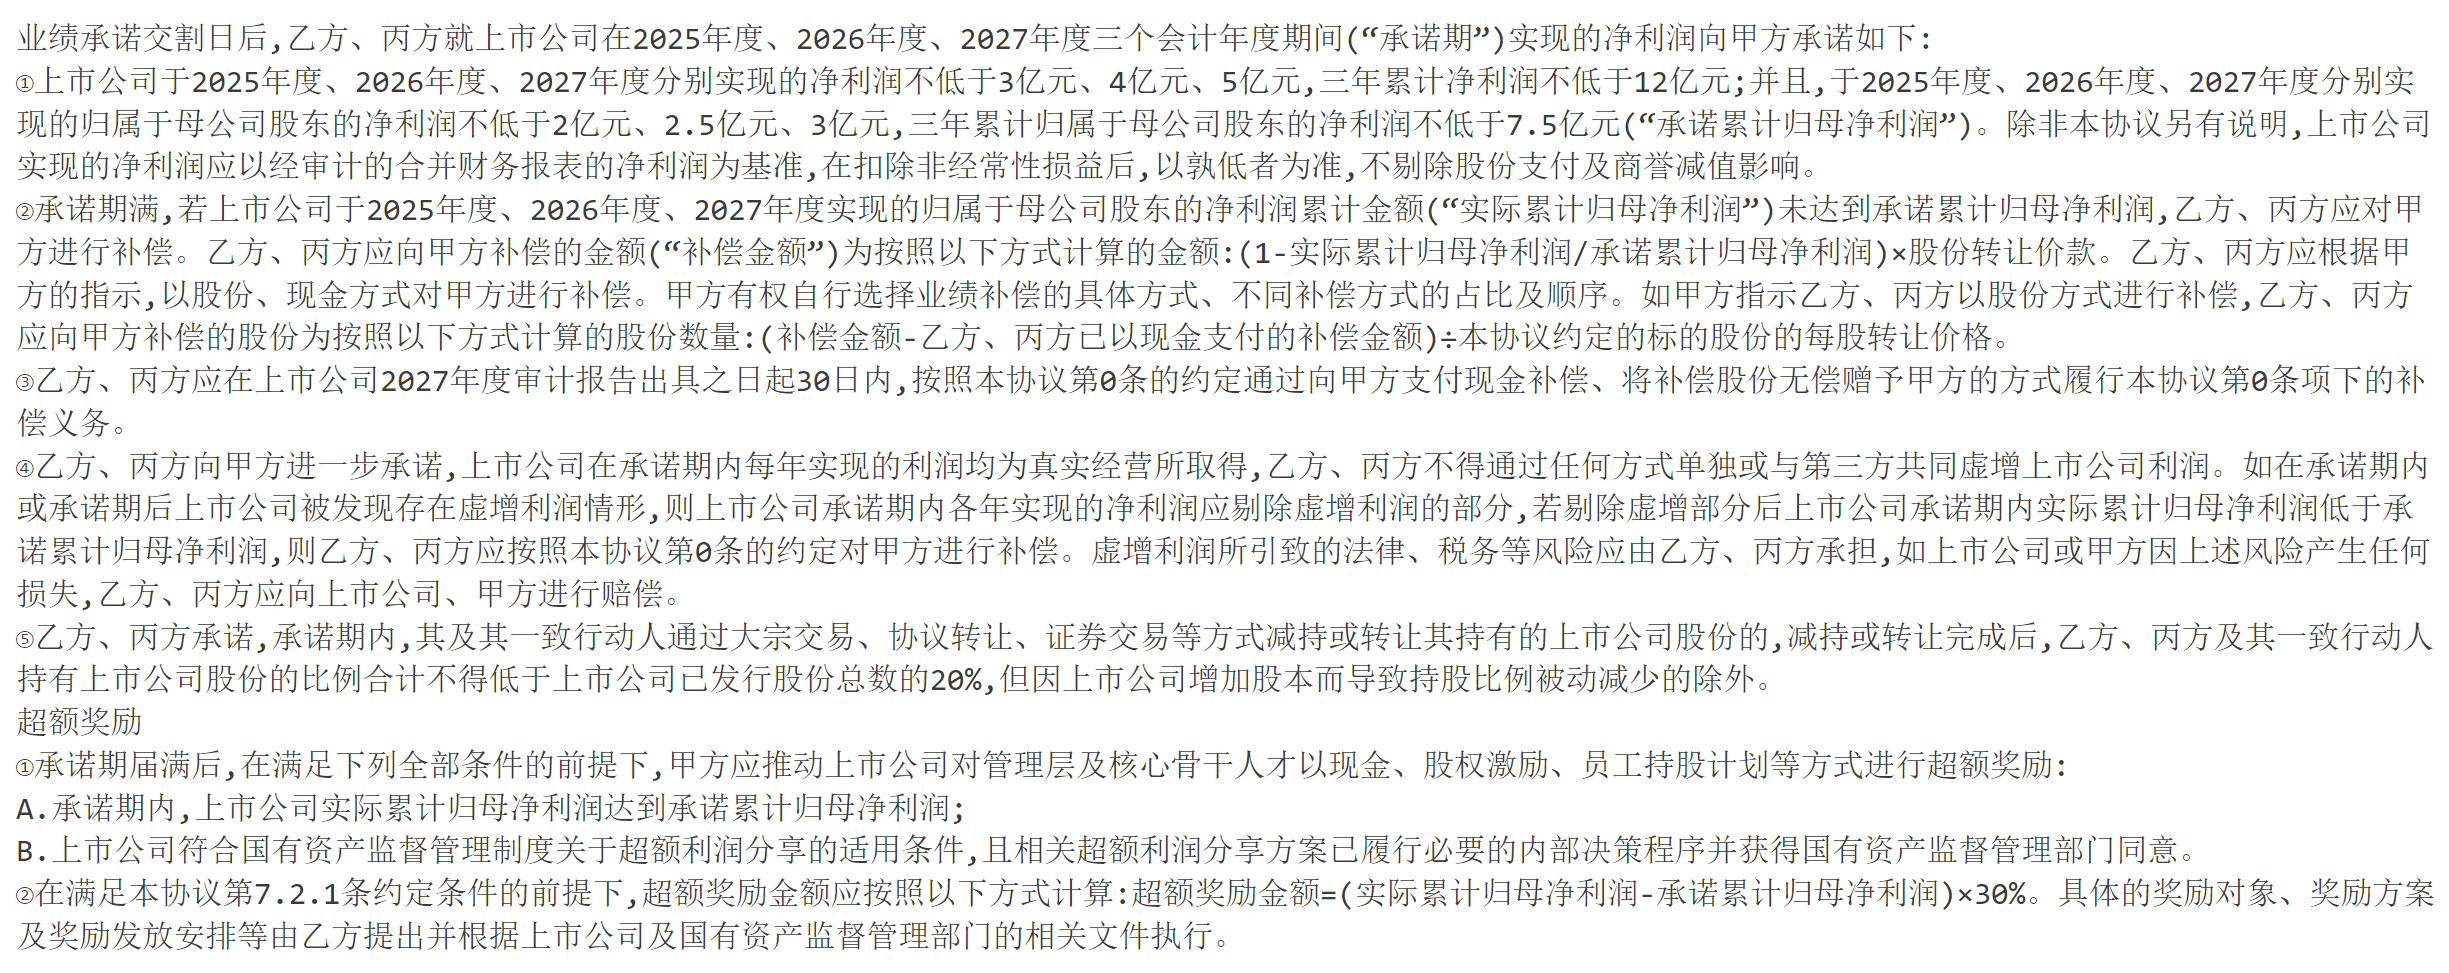 业绩承诺交割日后,乙方、丙方就上市公司在2025年度、2026年度、2027年度三个会计年度期间(“承诺期”)实现的净利润向甲方承诺如下:
①上市公司于2025年度、2026年度、2027年度分别实现的净利润不低于3亿元、4亿元、5亿元,三年累计净利润不低于12亿元;并且,于2025年度、2026年度、2027年度分别实
现的归属于母公司股东的净利润不低于2亿元、2.5亿元、3亿元,三年累计归属于母公司股东的净利润不低于7.5亿元(“承诺累计归母净利润”)。除非本协议另有说明,上市公司
实现的净利润应以经审计的合并财务报表的净利润为基准,在扣除非经常性损益后,以孰低者为准,不剔除股份支付及商誉减值影响。
②承诺期满,若上市公司于2025年度、2026年度、2027年度实现的归属于母公司股东的净利润累计金额(“实际累计归母净利润”)未达到承诺累计归母净利润,乙方、丙方应对甲
方进行补偿。乙方、丙方应向甲方补偿的金额(“补偿金额”)为按照以下方式计算的金额:(1-实际累计归母净利润/承诺累计归母净利润)×股份转让价款。乙方、丙方应根据甲
方的指示,以股份、现金方式对甲方进行补偿。甲方有权自行选择业绩补偿的具体方式、不同补偿方式的占比及顺序。如甲方指示乙方、丙方以股份方式进行补偿,乙方、丙方
应向甲方补偿的股份为按照以下方式计算的股份数量:(补偿金额-乙方、丙方已以现金支付的补偿金额)÷本协议约定的标的股份的每股转让价格。
③乙方、丙方应在上市公司2027年度审计报告出具之日起30日内,按照本协议第0条的约定通过向甲方支付现金补偿、将补偿股份无偿赠予甲方的方式履行本协议第0条项下的补
偿义务。
④乙方、丙方向甲方进一步承诺,上市公司在承诺期内每年实现的利润均为真实经营所取得,乙方、丙方不得通过任何方式单独或与第三方共同虚增上市公司利润。如在承诺期内
或承诺期后上市公司被发现存在虚增利润情形,则上市公司承诺期内各年实现的净利润应剔除虚增利润的部分,若剔除虚增部分后上市公司承诺期内实际累计归母净利润低于承
诺累计归母净利润,则乙方、丙方应按照本协议第0条的约定对甲方进行补偿。虚增利润所引致的法律、税务等风险应由乙方、丙方承担,如上市公司或甲方因上述风险产生任何
损失,乙方、丙方应向上市公司、甲方进行赔偿。
⑤乙方、丙方承诺,承诺期内,其及其一致行动人通过大宗交易、协议转让、证券交易等方式减持或转让其持有的上市公司股份的,减持或转让完成后,乙方、丙方及其一致行动人
持有上市公司股份的比例合计不得低于上市公司已发行股份总数的20%,但因上市公司增加股本而导致持股比例被动减少的除外。
超额奖励
①承诺期届满后,在满足下列全部条件的前提下,甲方应推动上市公司对管理层及核心骨干人才以现金、股权激励、员工持股计划等方式进行超额奖励:
A.承诺期内,上市公司实际累计归母净利润达到承诺累计归母净利润;
B.上市公司符合国有资产监督管理制度关于超额利润分享的适用条件,且相关超额利润分享方案已履行必要的内部决策程序并获得国有资产监督管理部门同意。
②在满足本协议第7.2.1条约定条件的前提下,超额奖励金额应按照以下方式计算:超额奖励金额=(实际累计归母净利润-承诺累计归母净利润)×30%。具体的奖励对象、奖励方案
及奖励发放安排等由乙方提出并根据上市公司及国有资产监督管理部门的相关文件执行。